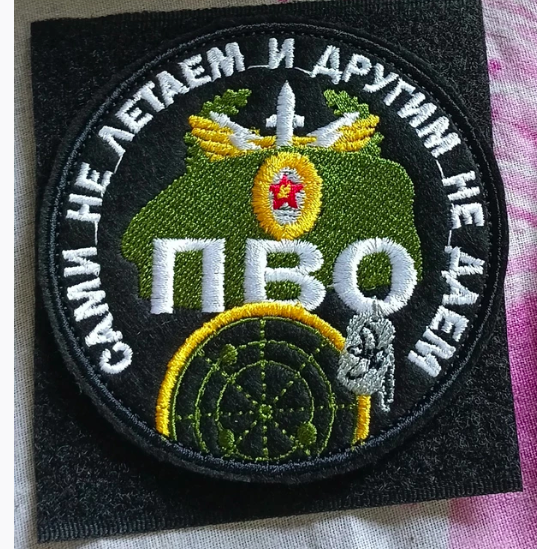 САМИ НЕ ЛЕТАЕМ И ДРУГИМ НЕ ДАЕМ
ПВО